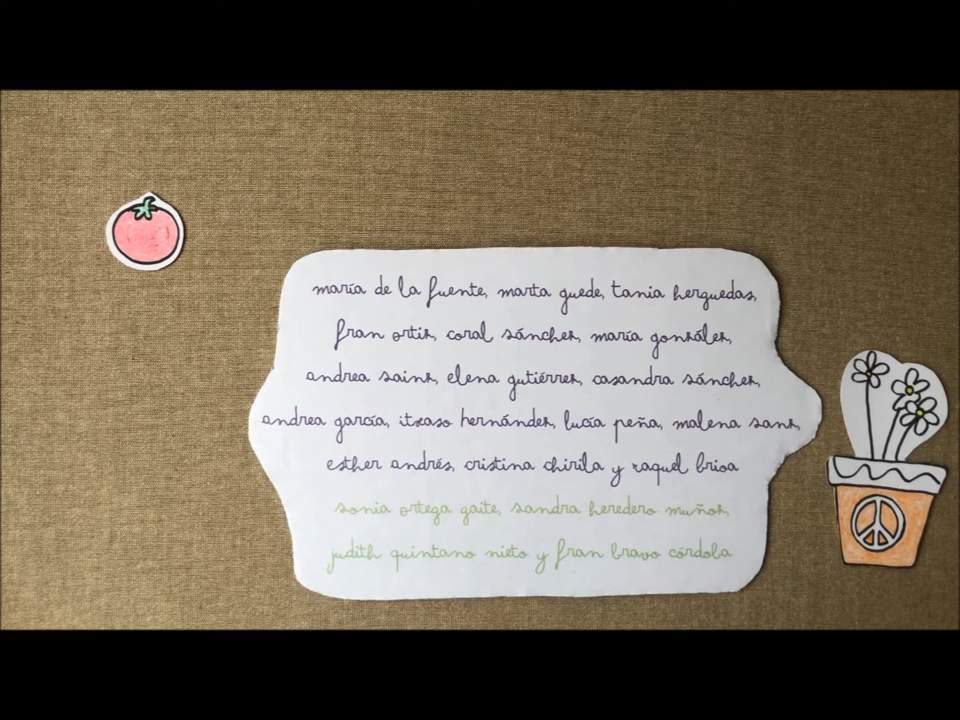 maría de la fuente, marta guede, tania herguedas,
fran ortiz, coral sánchez, maría gonzález,
andrea sainz, elena gutiérrez, casandra sánchez,
andrea garcía, itxaso hernández, lucía peña, malena sanz,
esther andrés, cristina chirila y raquel brioa
sonia ortega gaite, sandra heredero muñoz,
judith quintano nieto y fran bravo córdola